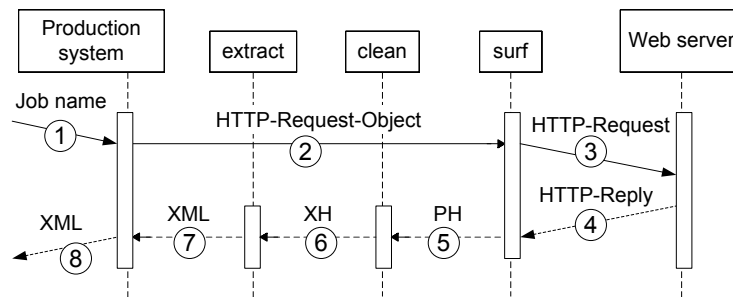 Production
system
extract
clean
surf
Web server
Job name
1
HTTP-Request-Object
2
HTTP-Request
3
HTTP-Reply
4
PH
5
XH
6
XML
7
XML
8